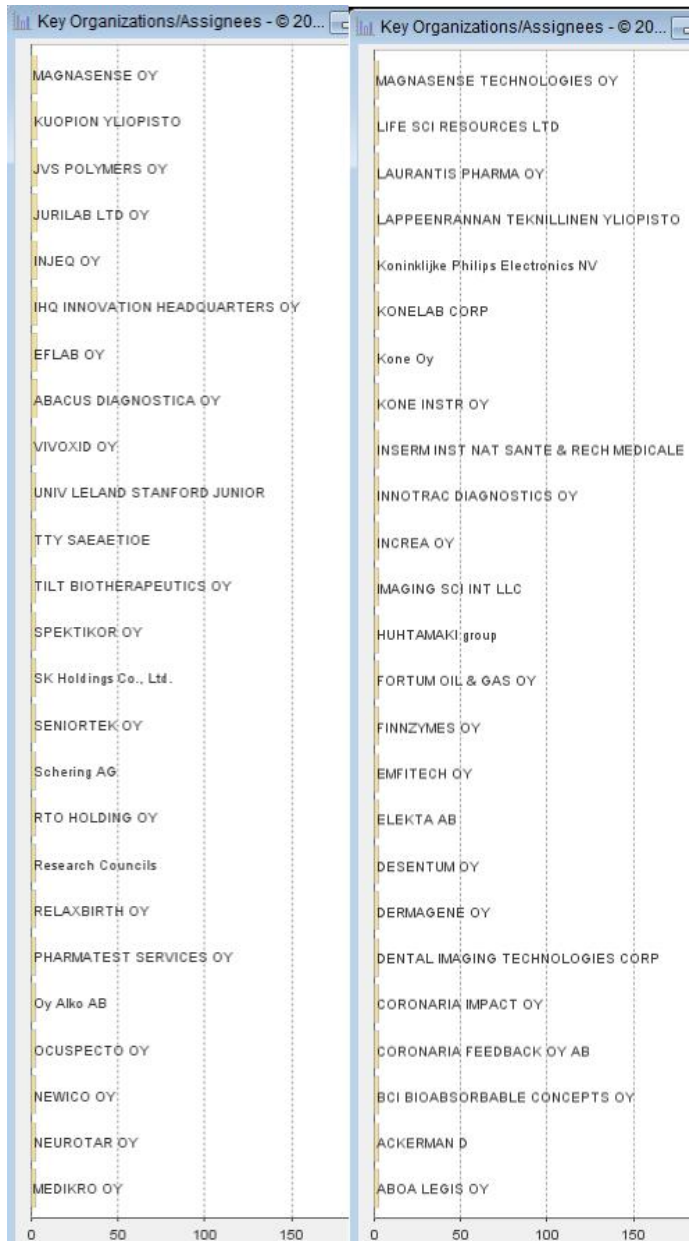 Key Organizations/Assignees - © 20...
MAGNASENSE OY
KUOPION YLIOPISTO
JVS POLYMERS OY
JURILAB LTD OY
INJEQ OY
IHQ INNOVATION HEADQUARTERS OY
EFLAB OY
ABACUS DIAGNOSTICA OY
VIVOXID OY
UNIV LELAND STANFORD JUNIOR
TTY SAEAETIOE
TILT BIOTHERAPEUTICS OY
SPEKTIKOR OY
SK Holdings Co., Ltd.
SENIORTEK OY
Schering AG
RTO HOLDING OY
Research Councils
RELAXBIRTH OY
PHARMATEST SERVICES OY
Oy Alko AB
OCUSPECTO OY
NEWICO OY
NEUROTAR OY
MEDIKRO OY
0 50 100 150
Key Organizations/Assignees - © 20...
MAGNASENSE TECHNOLOGIES OY
LIFE SCI RESOURCES LTD
LAURANTIS PHARMA OY
LAPPEENRANNAN TEKNILLINEN YLIOPISTO
Koninklijke Philips Electronics NV
KONELAB CORP
Kone Oy
KONE INSTR OY
INSERM INST NAT SANTE & RECH MEDICALE
INNOTRAC DIAGNOSTICS OY
INCREA OY
IMAGING SCI INT LLC
HUHTAMAKI group
FORTUM OIL & GAS OY
FINNZYMES OY
EMFITECH OY
ELEKTA AB
DESENTUM OY
DERMAGENE OY
DENTAL IMAGING TECHNOLOGIES CORP
CORONARIA IMPACT OY
CORONARIA FEEDBACK OY AB
BCI BIOABSORBABLE CONCEPTS OY
ACKERMAN D
ABOA LEGIS OY
0 50 100 150